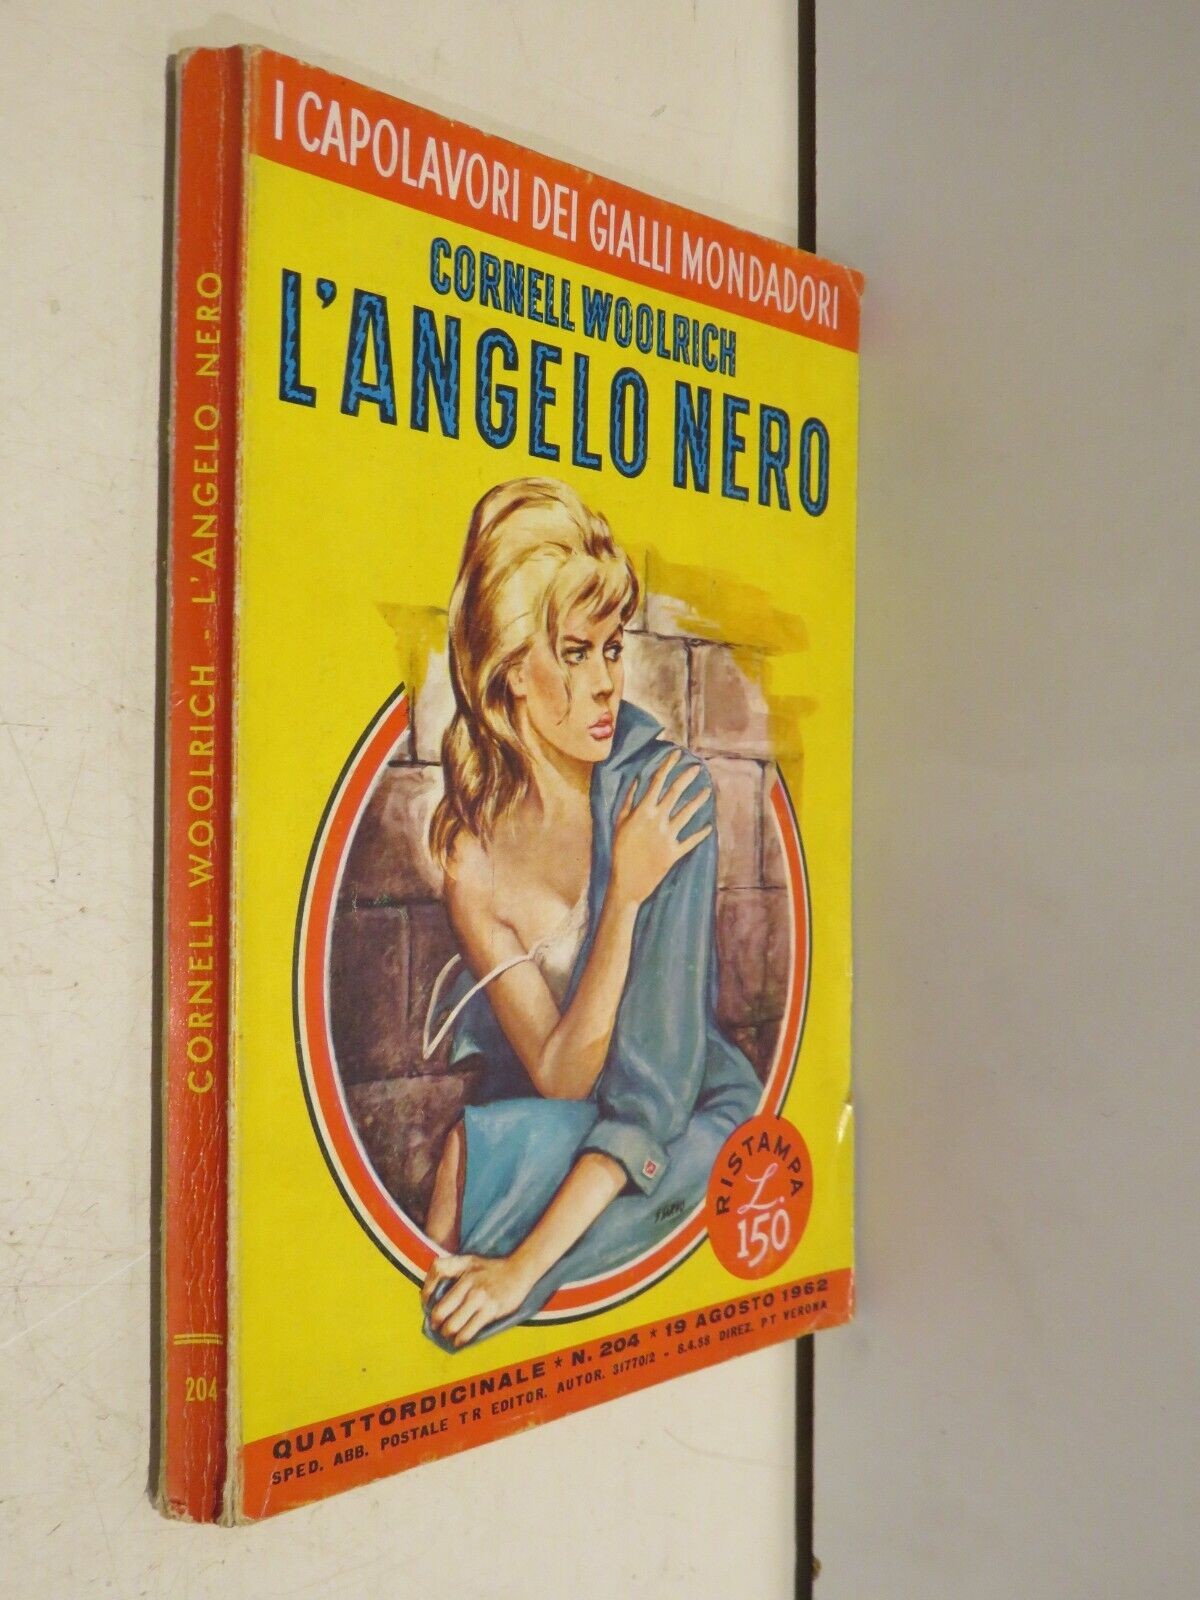 CORNELL WOOLRICH - L'ANGELO NERO
204
I CAPOLAVORI DEI GIALLI MONDADORI
CORNELL WOOLRICH
L'ANGELO NERO
RISTAMPA
L.
150
QUATTORDICINALE * N. 204 * 19 AGOSTO 1962
SPED. ABB. POSTALE TR EDITOR. AUTOR. 31770/2 - 8.4.58 DIREZ. PT VERONA